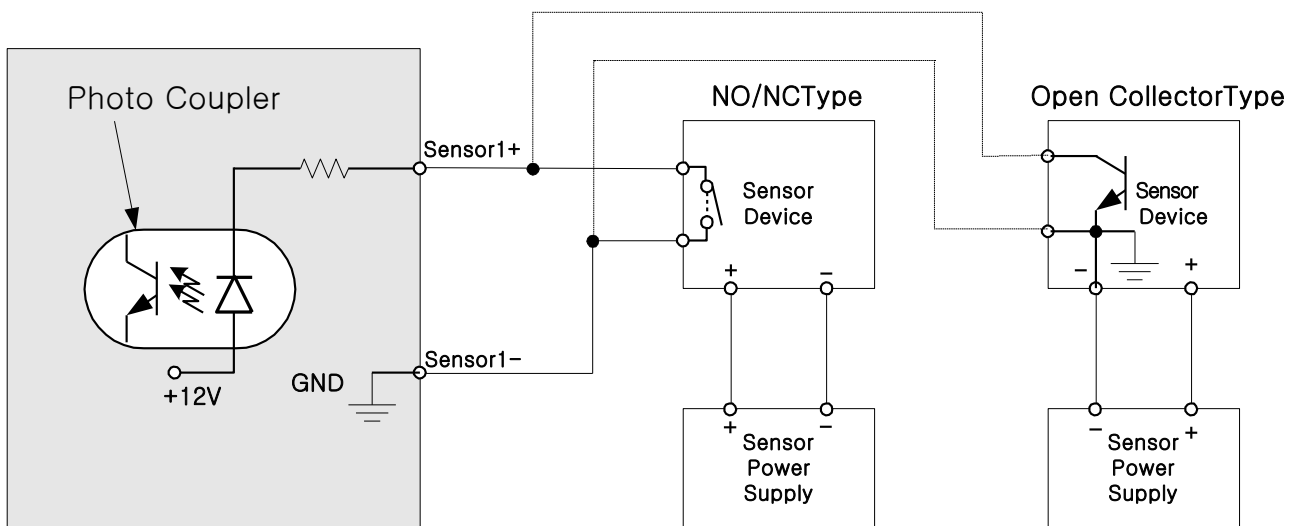 Photo Coupler
NO/NCType
Open CollectorType
Sensor1+
Sensor
Device
Sensor
Device
+
−
−
+
Sensor1−
+12V
GND
+
−
−
+
Sensor
Power
Supply
Sensor
Power
Supply